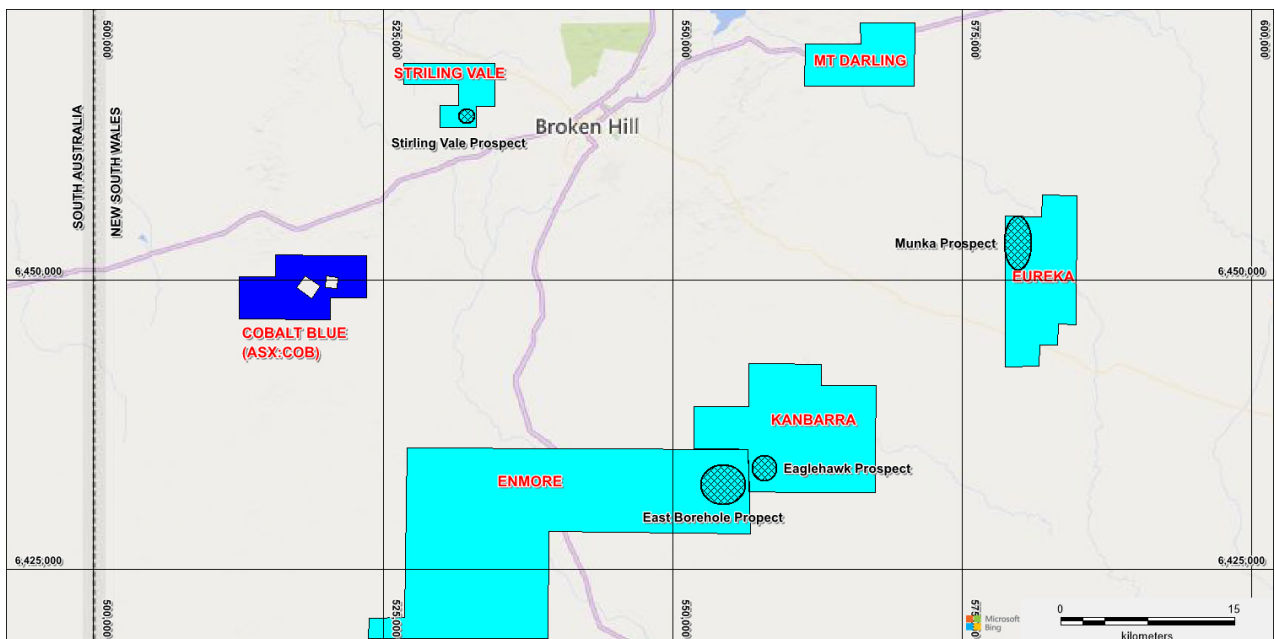 500,000
525,000
550,000
575,000
600,000
MT DARLING
STRILING VALE
Broken Hill
Stirling Vale Prospect
SOUTH AUSTRALIA
NEW SOUTH WALES
Munka Prospect
6,450,000
6,450,000
EUREKA
COBALT BLUE
(ASX:COB)
KANBARRA
Eaglehawk Prospect
ENMORE
East Borehole Propect
6,425,000
6,425,000
500,000
525,000
550,000
575,000
Microsoft
Bing
0
15
kilometers